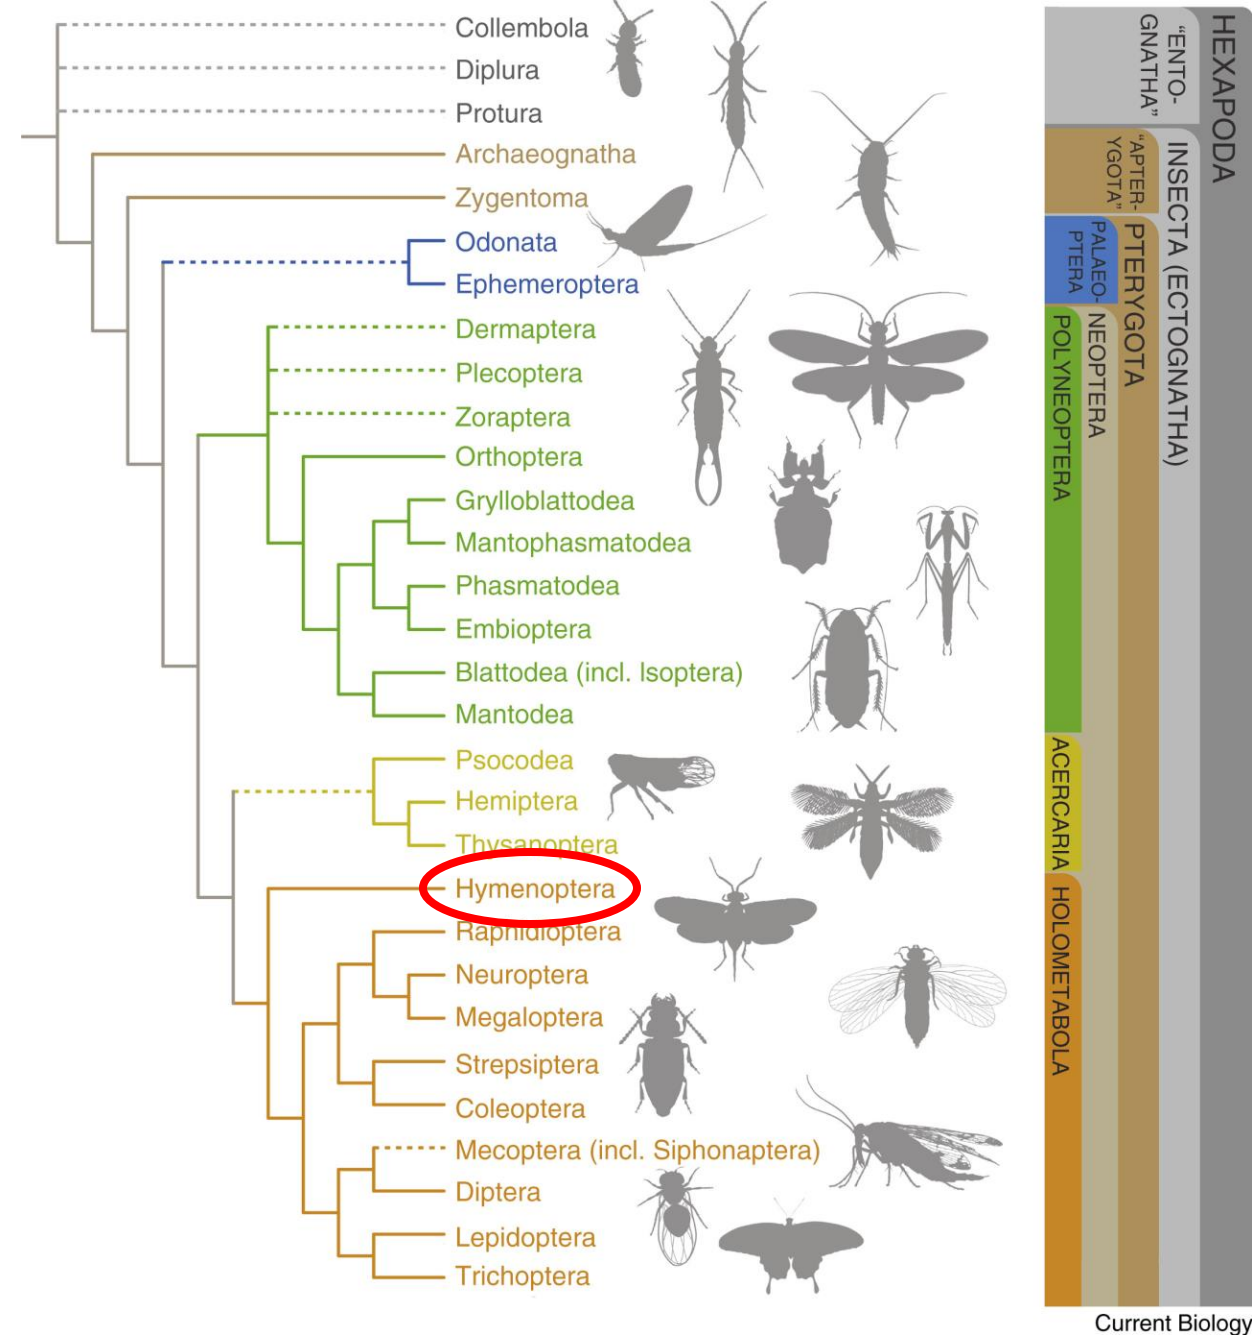 Collembola
Diplura
Protura
Archaeognatha
Zygentoma
Odonata
Ephemeroptera
Dermaptera
Plecoptera
Zoraptera
Orthoptera
Grylloblattodea
Mantophasmatodea
Phasmatodea
Embioptera
Blattodea (incl. Isoptera)
Mantodea
Psocodea
Hemiptera
Thysanoptera
Hymenoptera
Raphidioptera
Neuroptera
Megaloptera
Strepsiptera
Coleoptera
Mecoptera (incl. Siphonaptera)
Diptera
Lepidoptera
Trichoptera
HEXAPODA
"ENTO-
GNATHA"
INSECTA (ECTOGNATHA)
"APTER-
YGOTA"
PTERYGOTA
PALAEO-
PTERA
NEOPTERA
POLYNEOPTERA
ACERCARIA
HOLOMETABOLA
Current Biology